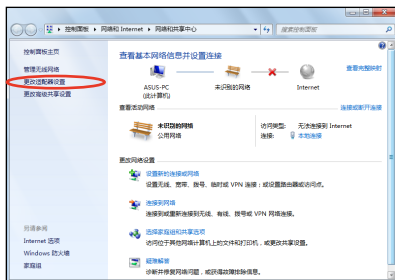 控制面板 ▸ 网络和 Internet ▸ 网络和共享中心
搜索控制面板
控制面板主页
管理无线网络
更改适配器设置
更改高级共享设置
查看基本网络信息并设置连接
查看完整映射
ASUS-PC 未识别的网络 Internet
(此计算机)
查看活动网络 连接或断开连接
未识别的网络
公用网络
访问类型: 无法连接到 Internet
连接: 本地连接
更改网络设置
设置新的连接或网络
设置无线、宽带、拨号、临时或 VPN 连接；或设置路由器或访问点。
连接到网络
连接到或重新连接到无线、有线、拨号或 VPN 网络连接。
选择家庭组和共享选项
访问位于其他网络计算机上的文件和打印机，或更改共享设置。
疑难解答
诊断并修复网络问题，或获得故障排除信息。
另请参阅
Internet 选项
Windows 防火墙
家庭组